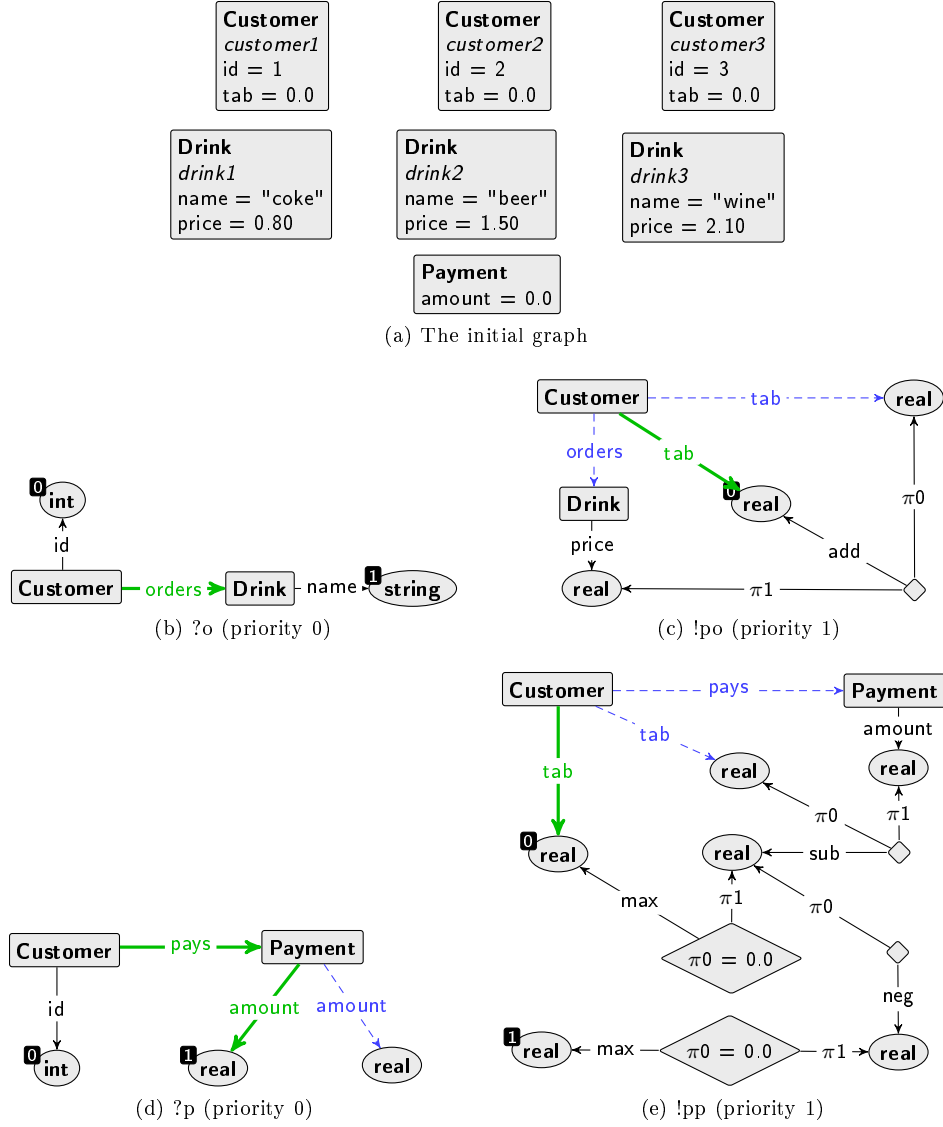 Customer
customer1
id = 1
tab = 0.0
Customer
customer2
id = 2
tab = 0.0
Customer
customer3
id = 3
tab = 0.0
Drink
drink1
name = "coke"
price = 0.80
Drink
drink2
name = "beer"
price = 1.50
Drink
drink3
name = "wine"
price = 2.10
Payment
amount = 0.0
(a) The initial graph
0
int
id
Customer
orders
Drink
name
1
string
(b) ?o (priority 0)
Customer
tab
real
orders
tab
π0
Drink
0
real
price
add
real
π1
(c) !po (priority 1)
Customer
pays
Payment
amount
amount
id
0
int
1
real
real
(d) ?p (priority 0)
Customer
pays
Payment
tab
amount
tab
real
real
π0
π1
0
real
real
sub
max
π1
π0
π0 = 0.0
neg
1
real
max
π0 = 0.0
π1
real
(e) !pp (priority 1)